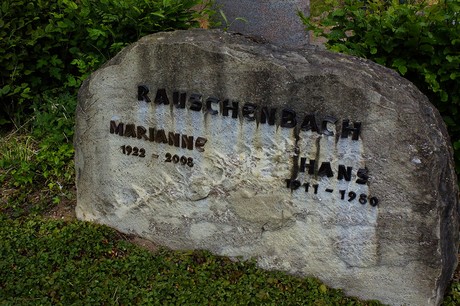 RAUSCHENBACH
MARIANNE
1922 - 2008
HANS
1911 - 1980